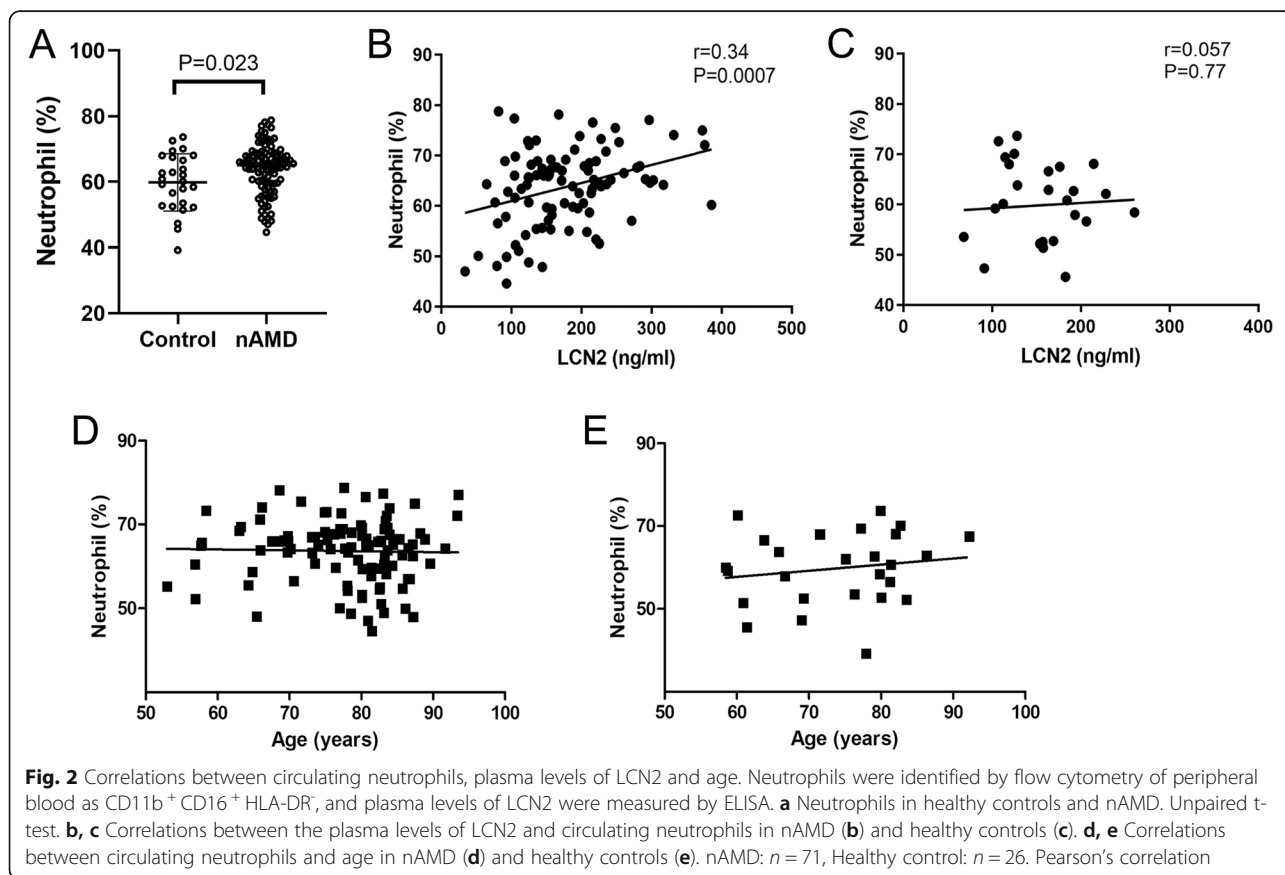 A
P=0.023
100
80
60
40
20
Neutrophil (%)
Control nAMD
B
r=0.34
P=0.0007
90
80
70
60
50
40
Neutrophil (%)
0 100 200 300 400 500
LCN2 (ng/ml)
C
r=0.057
P=0.77
90
80
70
60
50
40
Neutrophil (%)
0 100 200 300 400
LCN2 (ng/ml)
D
90
70
50
Neutrophil (%)
50 60 70 80 90 100
Age (years)
E
90
70
50
Neutrophil (%)
50 60 70 80 90 100
Age (years)
Fig. 2 Correlations between circulating neutrophils, plasma levels of LCN2 and age. Neutrophils were identified by flow cytometry of peripheral
blood as CD11b⁺CD16⁺HLA-DR⁻, and plasma levels of LCN2 were measured by ELISA. a Neutrophils in healthy controls and nAMD. Unpaired t-
test. b, c Correlations between the plasma levels of LCN2 and circulating neutrophils in nAMD (b) and healthy controls (c). d, e Correlations
between circulating neutrophils and age in nAMD (d) and healthy controls (e). nAMD: n = 71, Healthy control: n = 26. Pearson's correlation